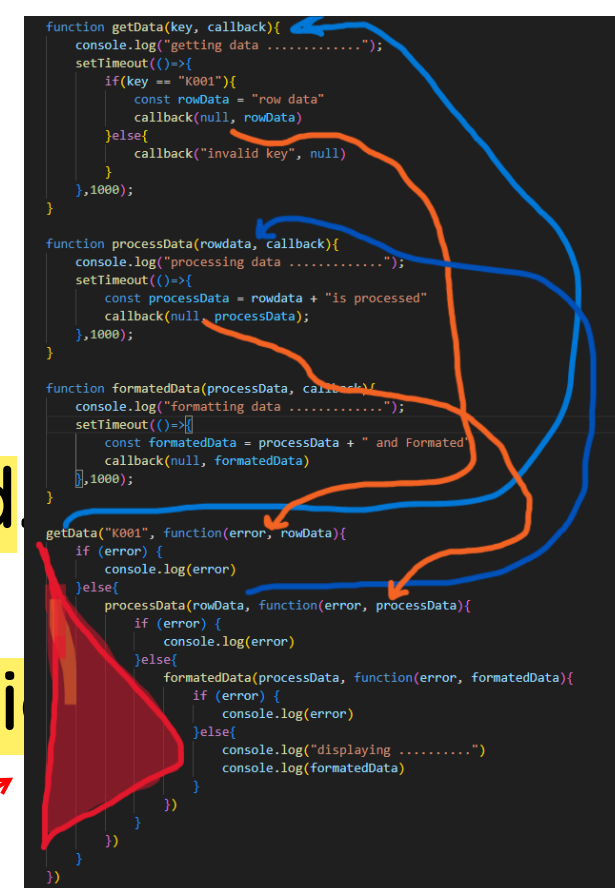 function getData(key, callback){
console.log("getting data .............");
setTimeout(()=>{
if(key == "K001"){
const rowData = "row data"
callback(null, rowData)
}else{
callback("invalid key", null)
}
},1000);
}
function processData(rowdata, callback){
console.log("processing data .............");
setTimeout(()=>{
const processData = rowdata + "is processed"
callback(null, processData);
},1000);
}
function formatedData(processData, callback){
console.log("formatting data .............");
setTimeout(()=>{
const formatedData = processData + " and Formated"
callback(null, formatedData)
},1000);
}
d.
getData("K001", function(error, rowData){
if (error) {
console.log(error)
}else{
processData(rowData, function(error, processData){
if (error) {
console.log(error)
}else{
formatedData(processData, function(error, formatedData){
if (error) {
console.log(error)
}else{
console.log("displaying ..........")
console.log(formatedData)
}
})
}
})
}
})